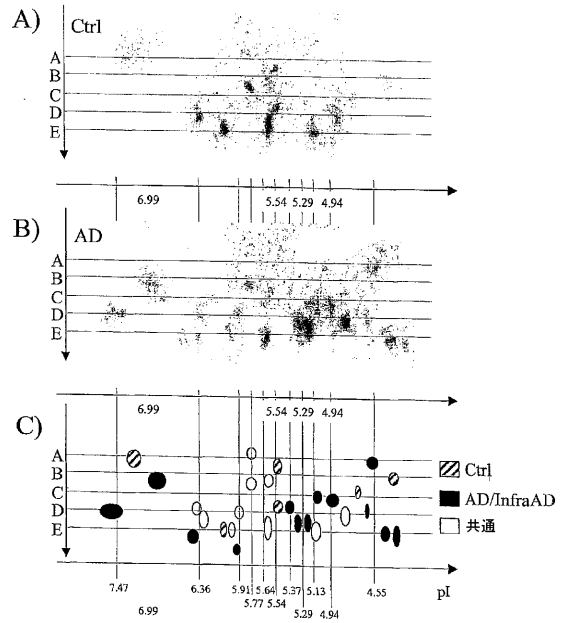 A)
Ctrl
A
B
C
D
E
6.99 5.54 5.29 4.94
B)
AD
A
B
C
D
E
6.99 5.54 5.29 4.94
C)
A
B
C
D
E
Ctrl
AD/InfraAD
共通
7.47 6.36 5.91 5.64 5.37 5.13 4.55 pI
5.77 5.54 5.29 4.94
6.99